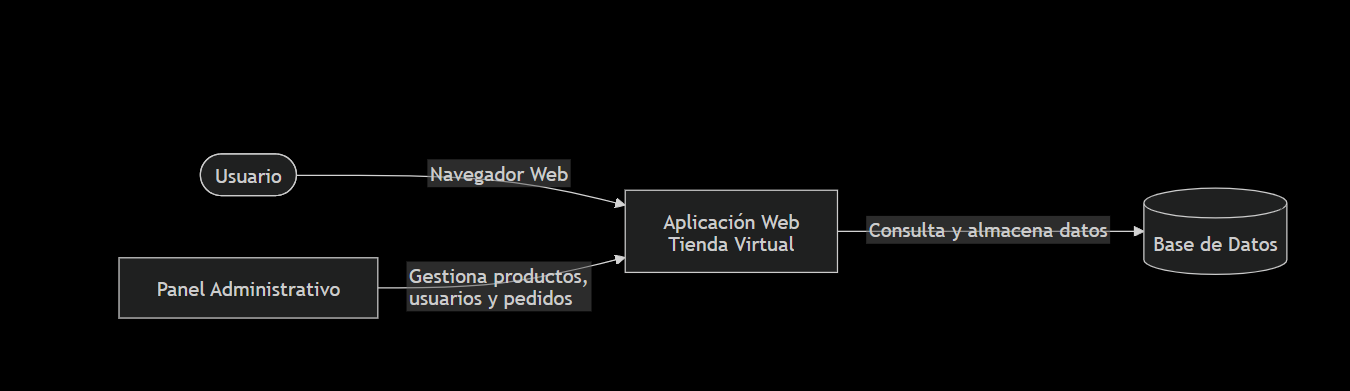 Usuario
Navegador Web
Aplicación Web
Tienda Virtual
Consulta y almacena datos
Base de Datos
Panel Administrativo
Gestiona productos,
usuarios y pedidos